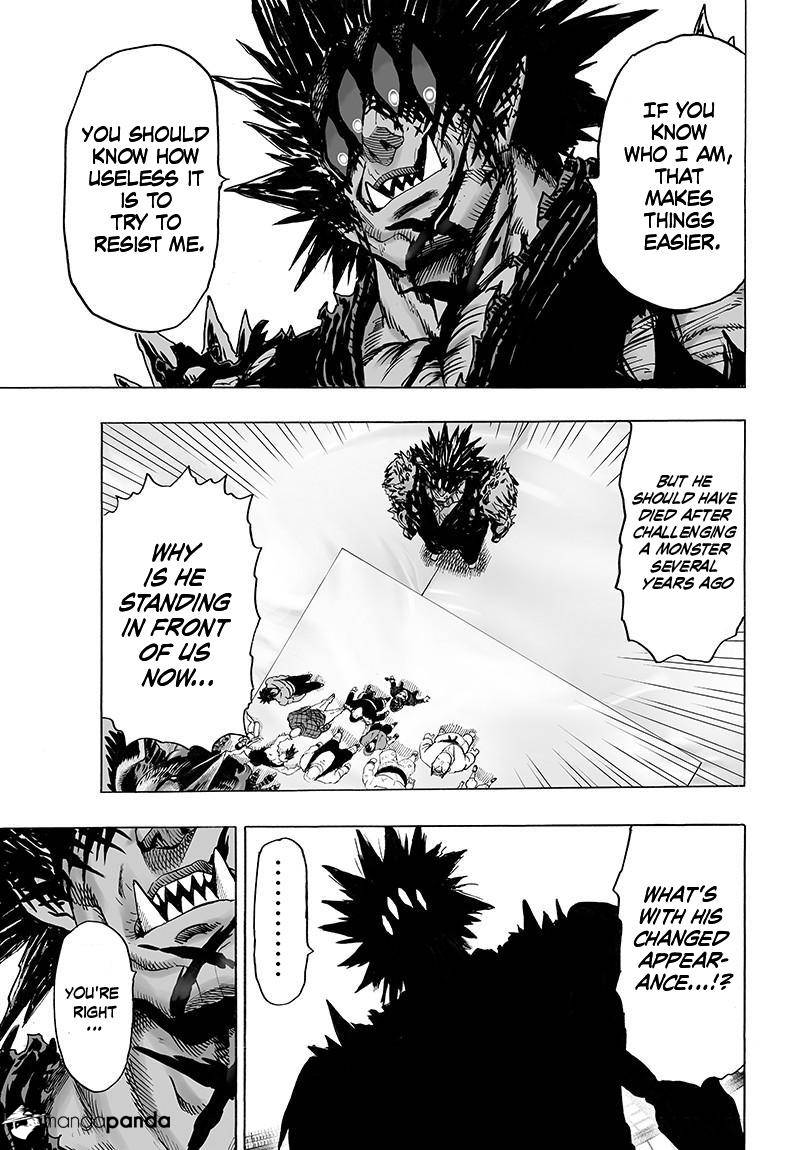 IF YOU
KNOW
WHO I AM,
THAT
MAKES
THINGS
EASIER.
YOU SHOULD
KNOW HOW
USELESS IT
IS TO
TRY TO
RESIST ME.
BUT HE
SHOULD HAVE
DIED AFTER
CHALLENGING
A MONSTER
SEVERAL
YEARS AGO
WHY
IS HE
STANDING
IN FRONT
OF US
NOW...
WHAT'S
WITH HIS
CHANGED
APPEAR-
ANCE...!?
..........
YOU'RE
RIGHT
...
mangapanda